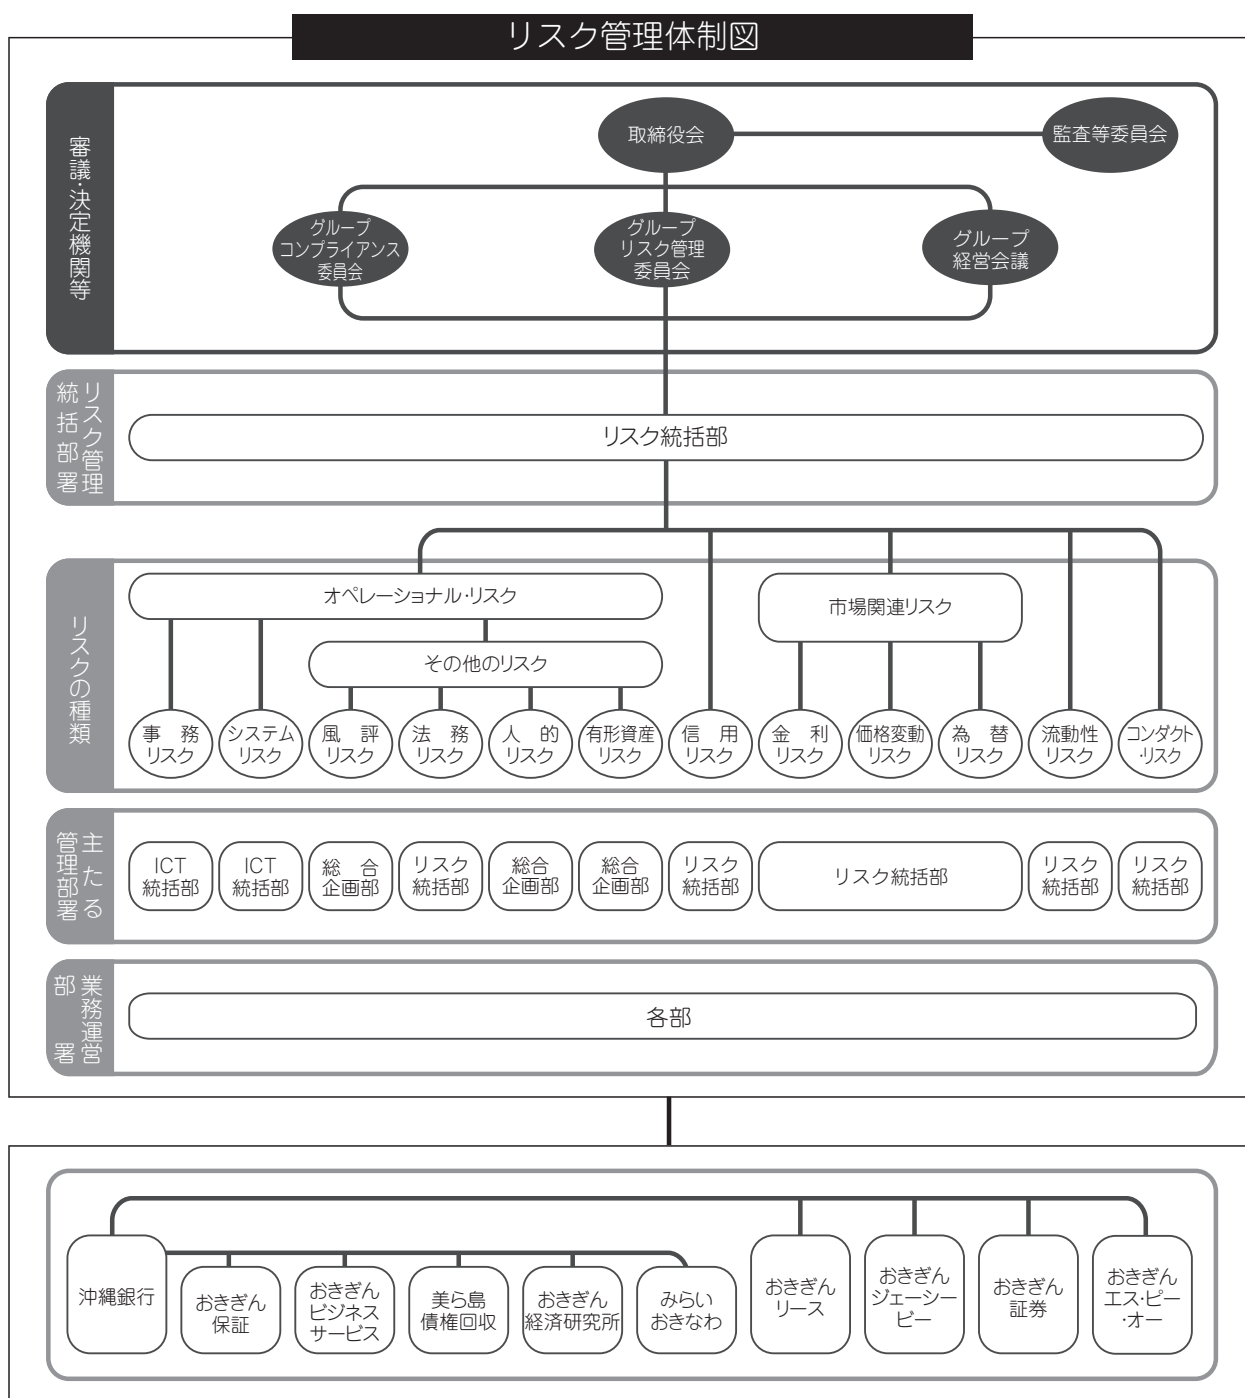 リスク管理体制図
審議・決定機関等
取締役会
監査等委員会
グループ
コンプライアンス
委員会
グループ
リスク管理
委員会
グループ
経営会議
リスク管理
統括部署
リスク統括部
リスクの種類
オペレーショナル・リスク
市場関連リスク
その他のリスク
事務
リスク
システム
リスク
風評
リスク
法務
リスク
人的
リスク
有形資産
リスク
信用
リスク
金利
リスク
価格変動
リスク
為替
リスク
流動性
リスク
コンダクト
・リスク
主たる
管理部署
ICT
統括部
ICT
統括部
総合
企画部
リスク
統括部
総合
企画部
総合
企画部
リスク
統括部
リスク統括部
リスク
統括部
リスク
統括部
業務運営
部署
各部
沖縄銀行
おきぎん
保証
おきぎん
ビジネス
サービス
美ら島
債権回収
おきぎん
経済研究所
みらい
おきなわ
おきぎん
リース
おきぎん
ジェーシー
ビー
おきぎん
証券
おきぎん
エス・ピー
・オー